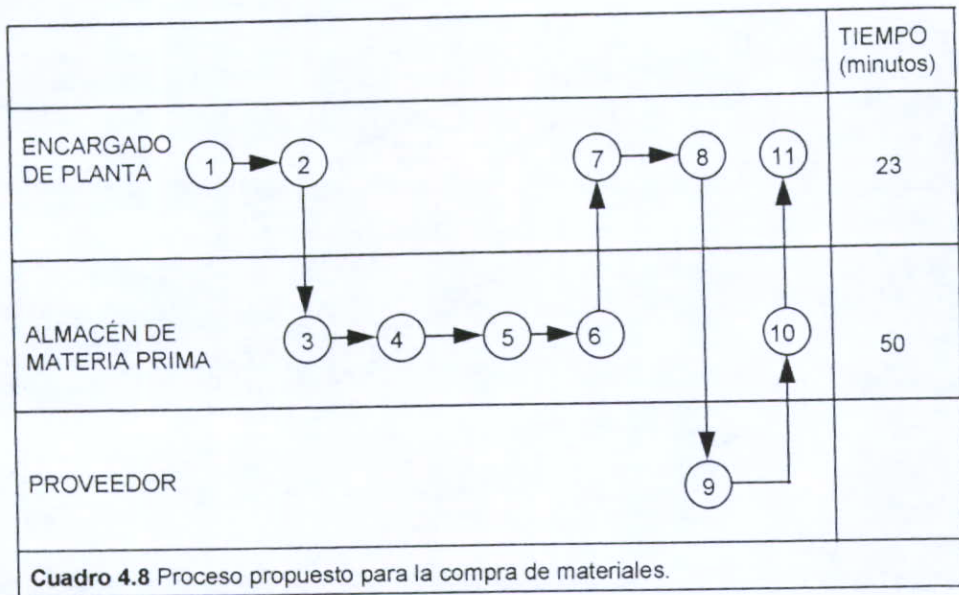 TIEMPO
(minutos)
ENCARGADO
DE PLANTA
1
2
7
8
11
23
ALMACÉN DE
MATERIA PRIMA
3
4
5
6
10
50
PROVEEDOR
9
Cuadro 4.8 Proceso propuesto para la compra de materiales.